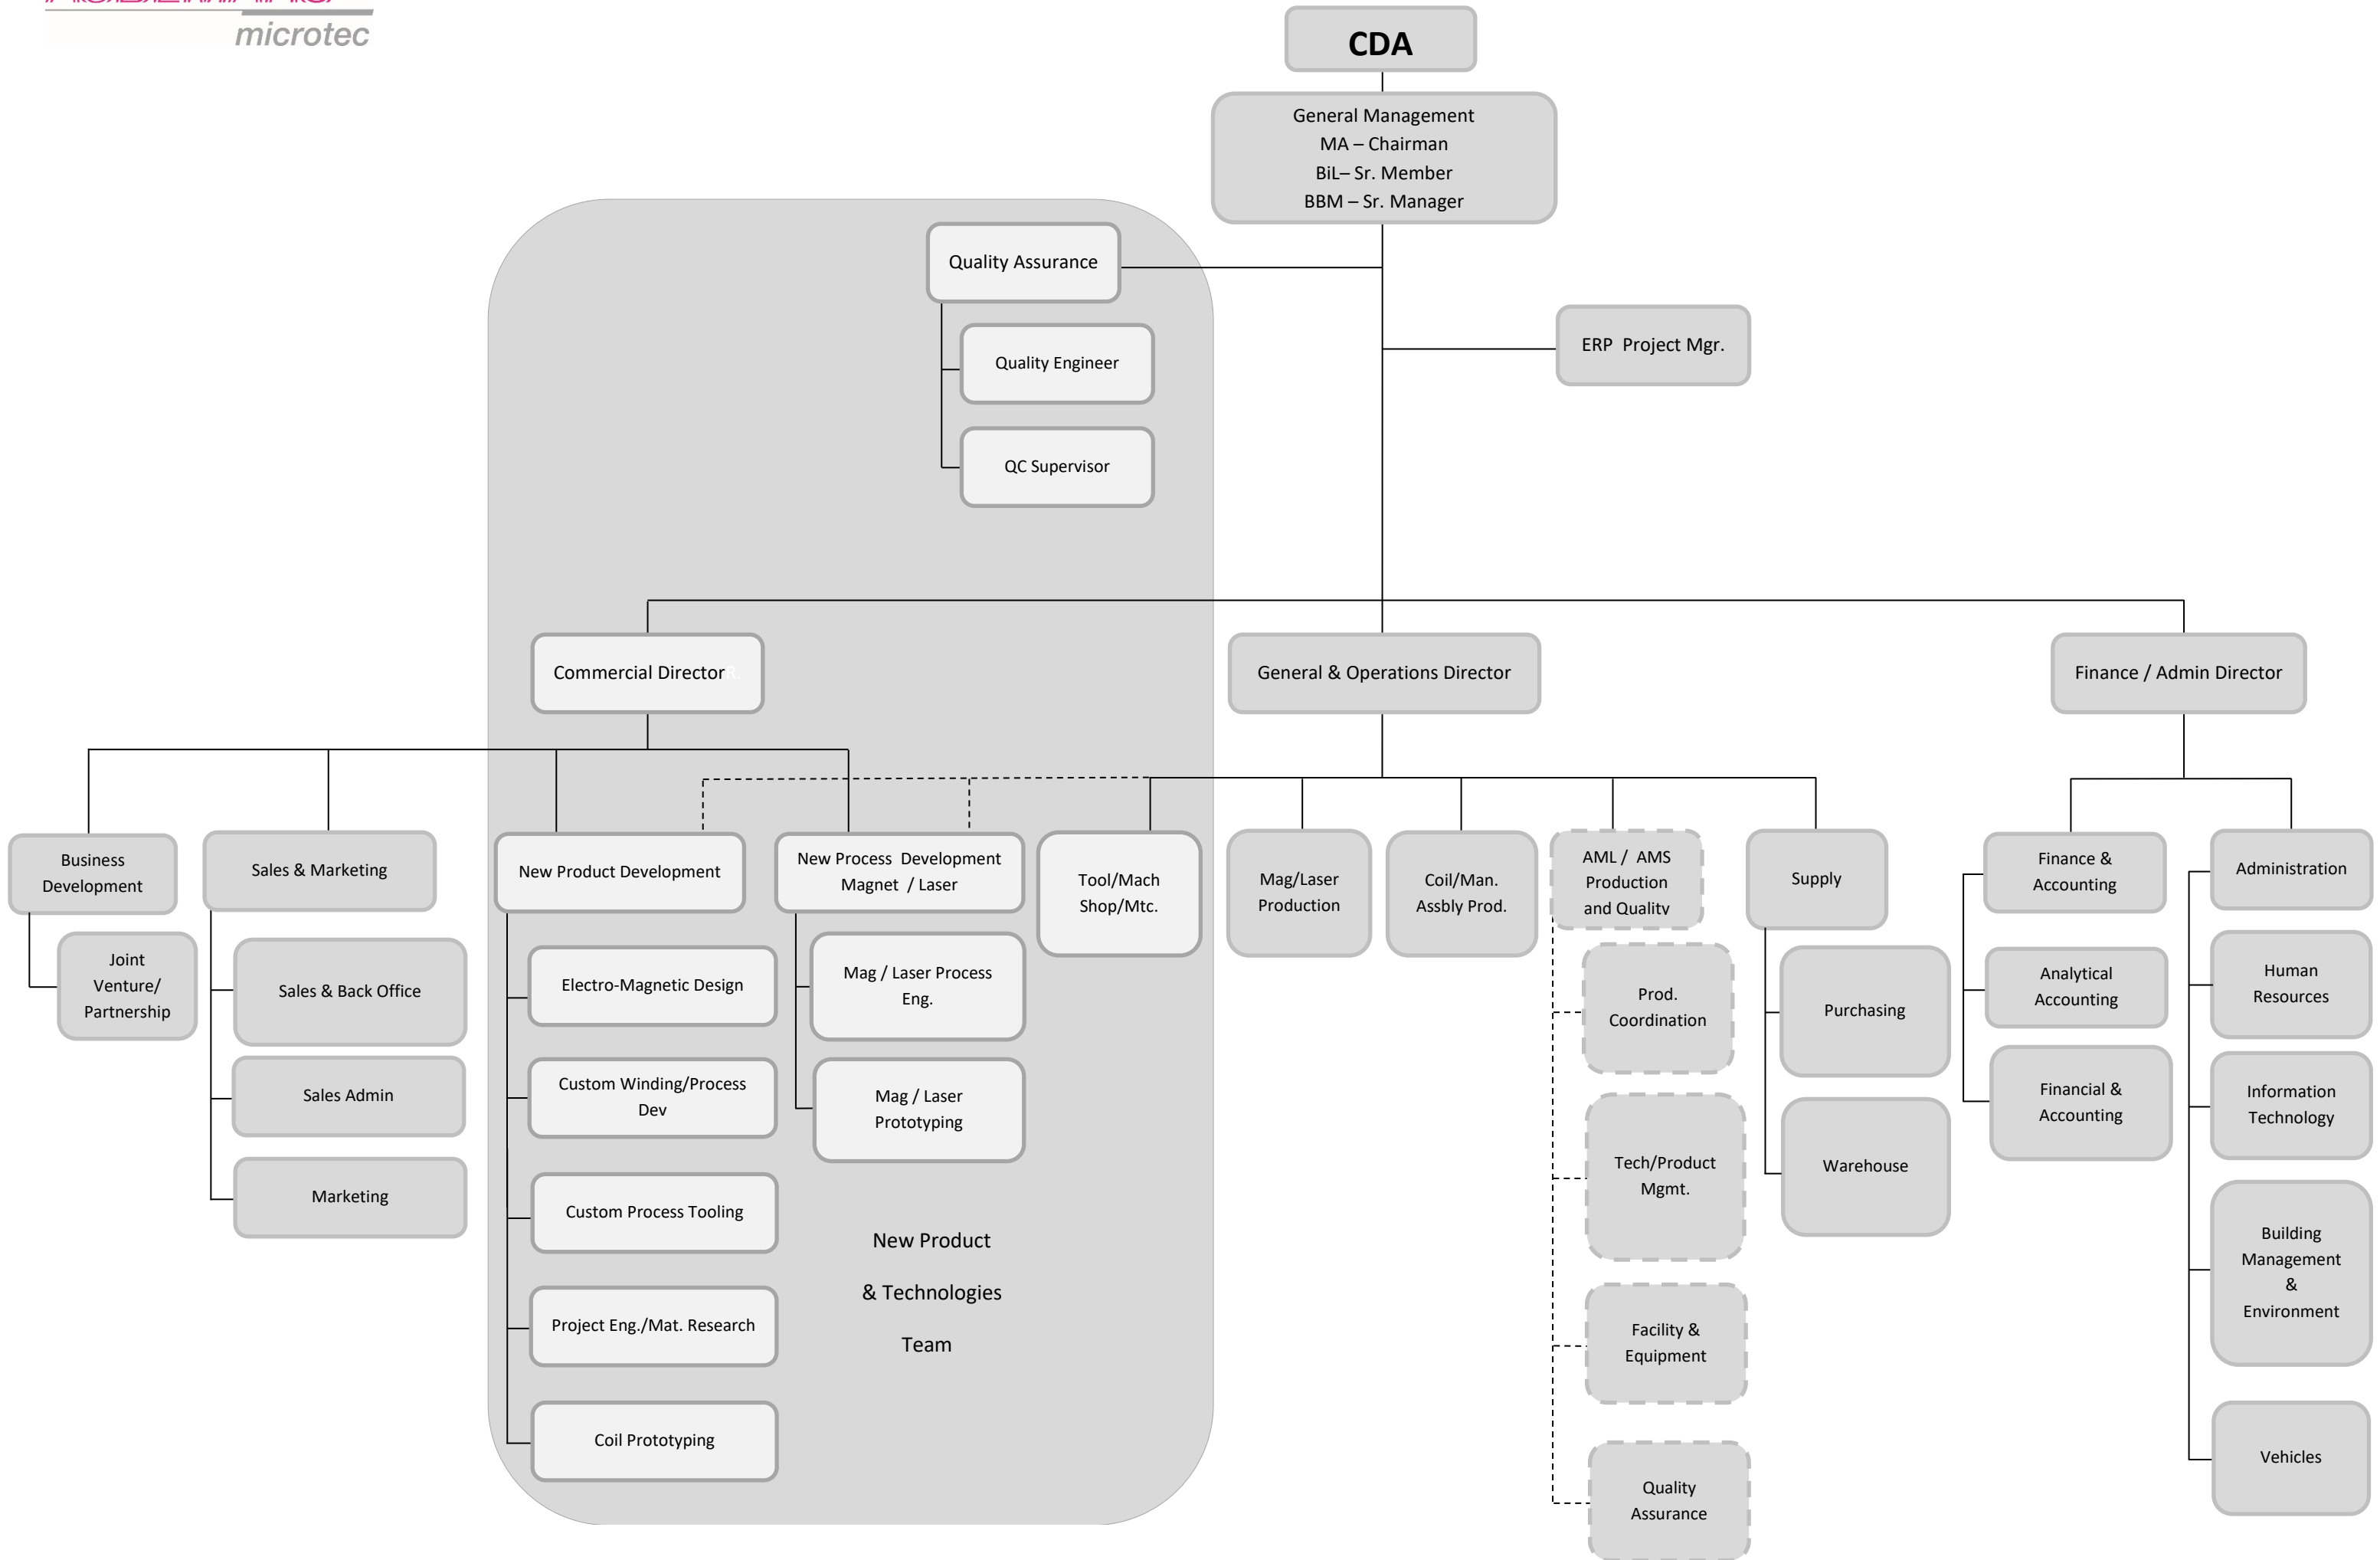 microtec
CDA
General Management
MA – Chairman
BiL– Sr. Member
BBM – Sr. Manager
Quality Assurance
Quality Engineer
QC Supervisor
ERP Project Mgr.
Commercial DirectorR.
General & Operations Director
Finance / Admin Director
Business
Development
Joint
Venture/
Partnership
Sales & Marketing
Sales & Back Office
Sales Admin
Marketing
New Product Development
Electro-Magnetic Design
Custom Winding/Process
Dev
Custom Process Tooling
Project Eng./Mat. Research
Coil Prototyping
New Process Development
Magnet / Laser
Mag / Laser Process
Eng.
Mag / Laser
Prototyping
New Product
& Technologies
Team
Tool/Mach
Shop/Mtc.
Mag/Laser
Production
Coil/Man.
Assbly Prod.
AML / AMS
Production
and Quality
Prod.
Coordination
Tech/Product
Mgmt.
Facility &
Equipment
Quality
Assurance
Supply
Purchasing
Warehouse
Finance &
Accounting
Analytical
Accounting
Financial &
Accounting
Administration
Human
Resources
Information
Technology
Building
Management
&
Environment
Vehicles